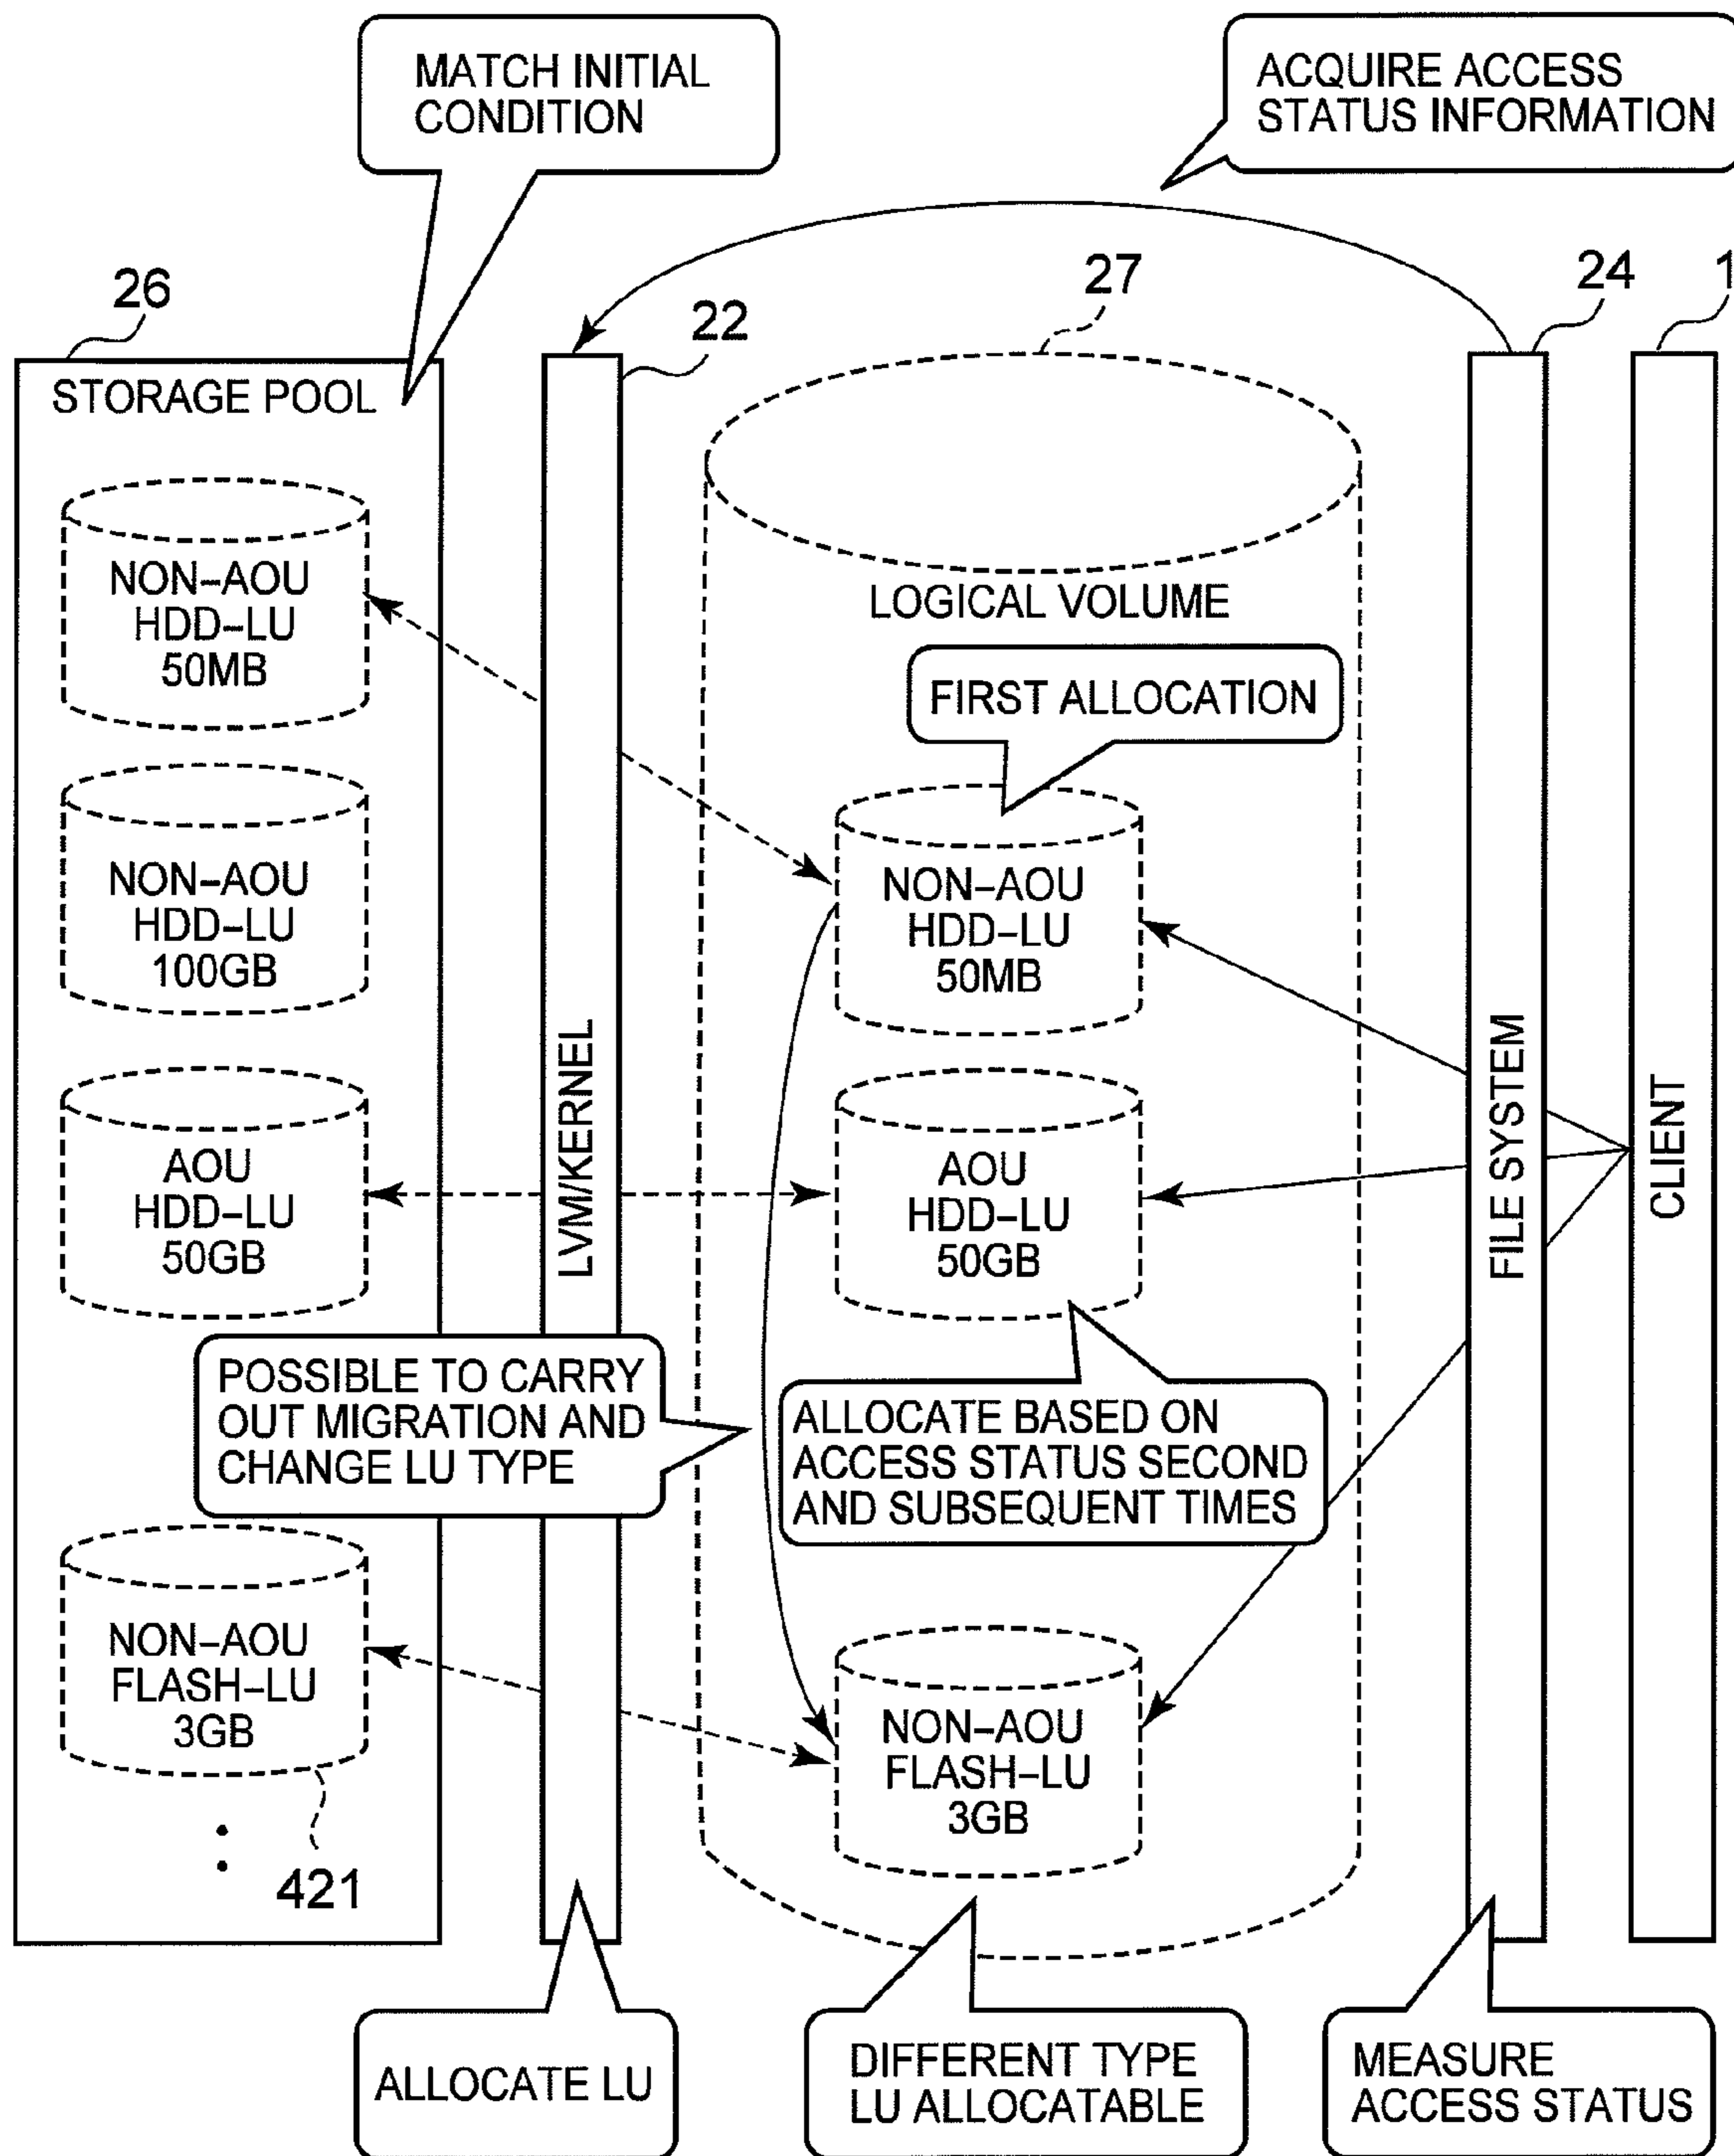 MATCH INITIAL
CONDITION
ACQUIRE ACCESS
STATUS INFORMATION
26
22
27
24
1
STORAGE POOL
NON-AOU
HDD-LU
50MB
NON-AOU
HDD-LU
100GB
AOU
HDD-LU
50GB
NON-AOU
FLASH-LU
3GB
421
LVM/KERNEL
LOGICAL VOLUME
FIRST ALLOCATION
NON-AOU
HDD-LU
50MB
AOU
HDD-LU
50GB
POSSIBLE TO CARRY
OUT MIGRATION AND
CHANGE LU TYPE
ALLOCATE BASED ON
ACCESS STATUS SECOND
AND SUBSEQUENT TIMES
NON-AOU
FLASH-LU
3GB
FILE SYSTEM
CLIENT
ALLOCATE LU
DIFFERENT TYPE
LU ALLOCATABLE
MEASURE
ACCESS STATUS